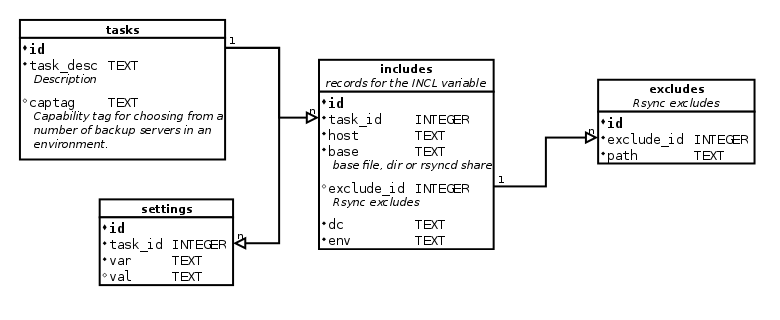 tasks
id
task_desc TEXT
Description
captag TEXT
Capability tag for choosing from a
number of backup servers in an
environment.
1
n
n
includes
records for the INCL variable
id
task_id INTEGER
host TEXT
base TEXT
base file, dir or rsyncd share
exclude_id INTEGER
Rsync excludes
dc TEXT
env TEXT
1
n
excludes
Rsync excludes
id
exclude_id INTEGER
path TEXT
settings
id
task_id INTEGER
var TEXT
val TEXT